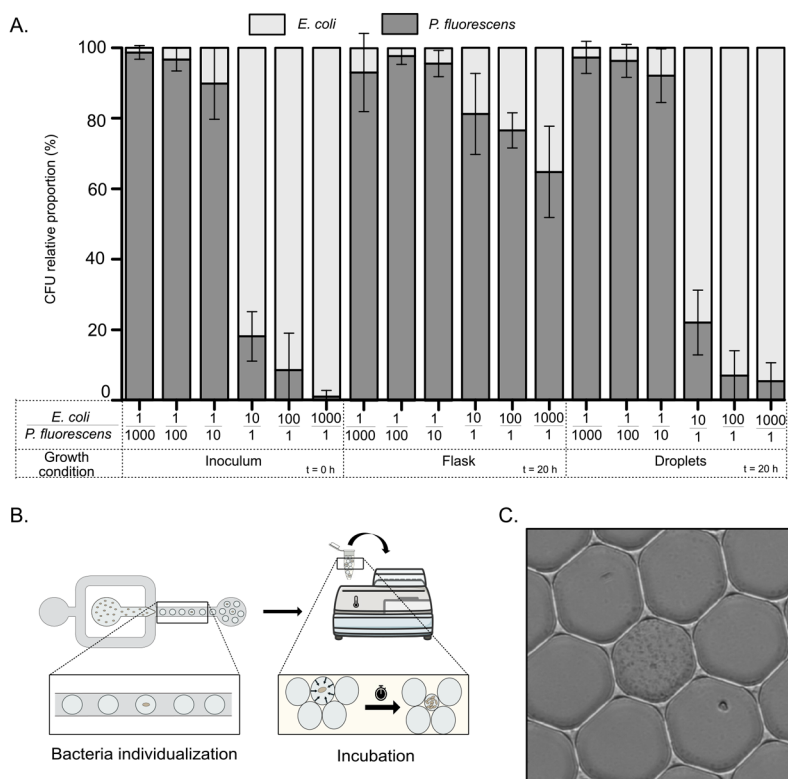 E. coli P. fluorescens
A.
CFU relative proportion (%)
100
80
60
40
20
0
E. coli 1 1 1 10 100 1000 1 1 1 10 100 1000 1 1 1 10 100 1000
P. fluorescens 1000 100 10 1 1 1 1000 100 10 1 1 1 1000 100 10 1 1 1
Growth condition Inoculum t = 0 h Flask t = 20 h Droplets t = 20 h
B.
C.
Bacteria individualization
Incubation